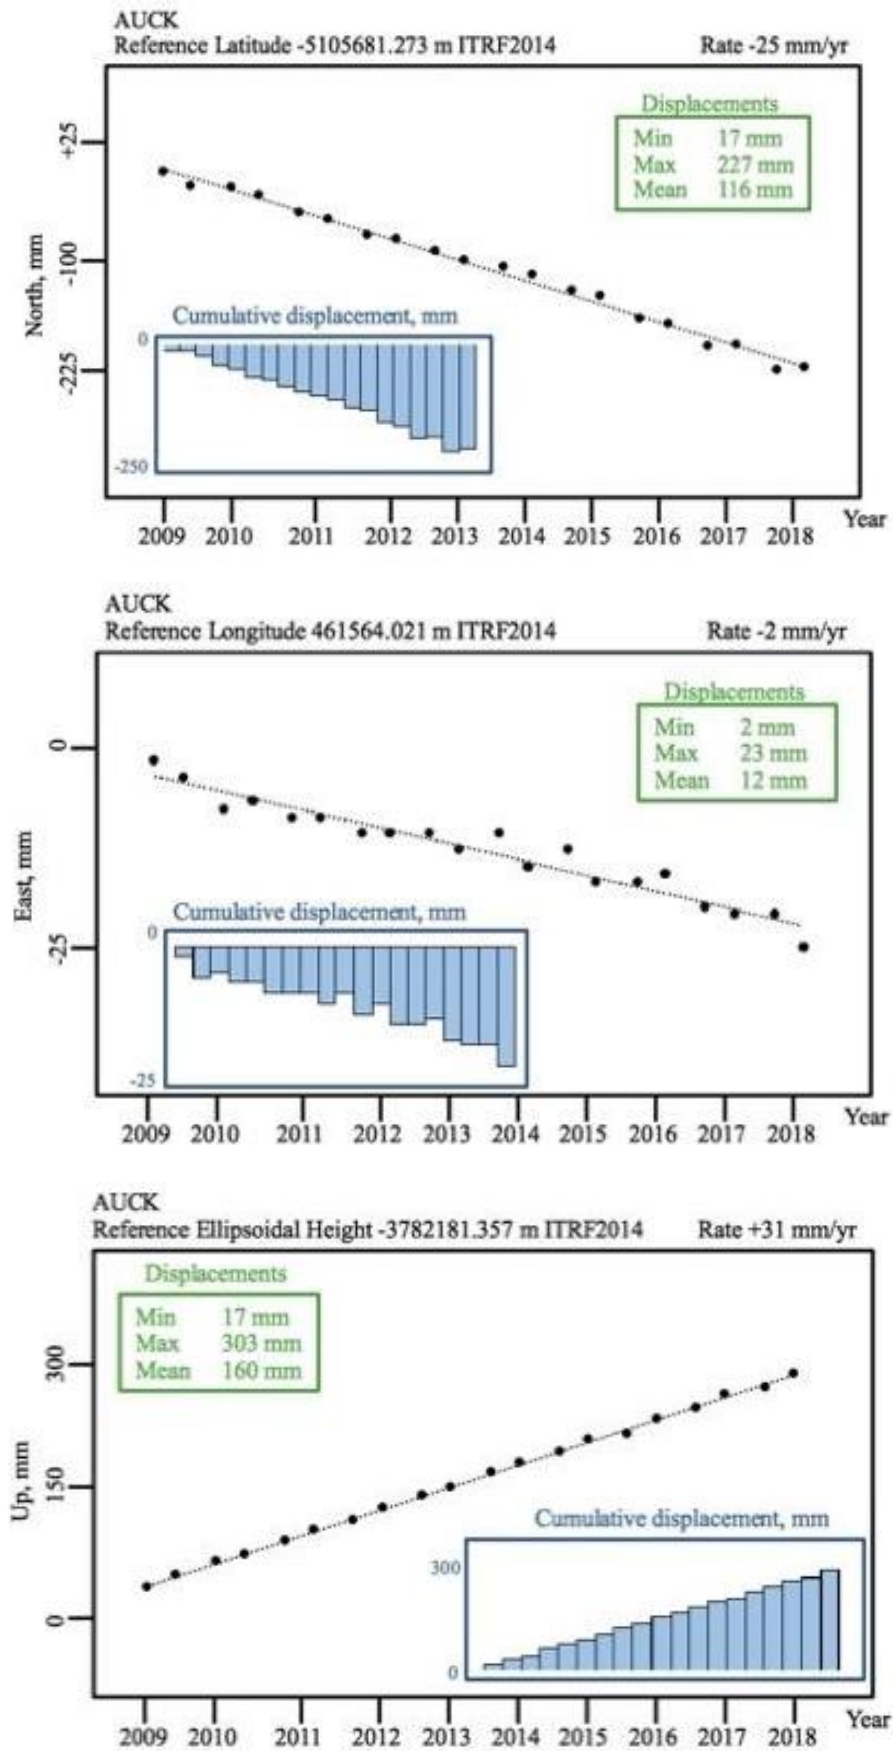 AUCK
Reference Latitude -5105681.273 m ITRF2014 Rate -25 mm/yr
Displacements
Min 17 mm
Max 227 mm
Mean 116 mm
+25
-100
-225
North, mm
Cumulative displacement, mm
0
-250
Year
2009 2010 2011 2012 2013 2014 2015 2016 2017 2018
AUCK
Reference Longitude 461564.021 m ITRF2014 Rate -2 mm/yr
Displacements
Min 2 mm
Max 23 mm
Mean 12 mm
0
-25
East, mm
Cumulative displacement, mm
0
-25
Year
2009 2010 2011 2012 2013 2014 2015 2016 2017 2018
AUCK
Reference Ellipsoidal Height -3782181.357 m ITRF2014 Rate +31 mm/yr
Displacements
Min 17 mm
Max 303 mm
Mean 160 mm
300
150
0
Up, mm
Cumulative displacement, mm
300
0
Year
2009 2010 2011 2012 2013 2014 2015 2016 2017 2018